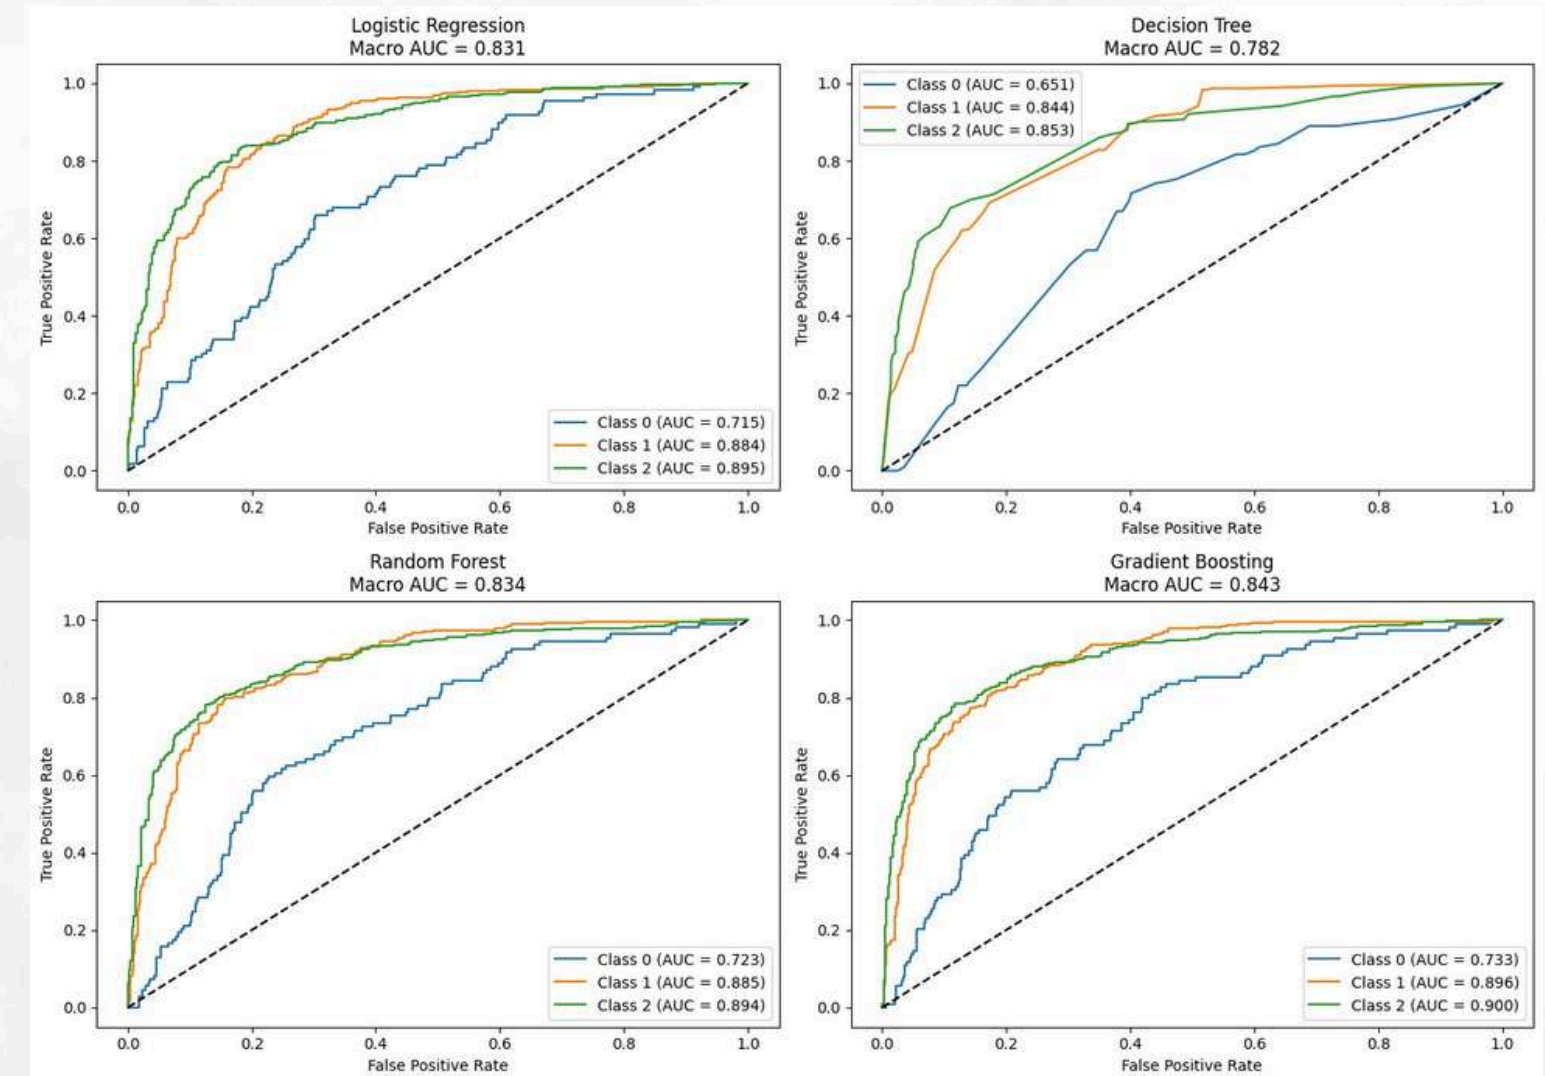 Logistic Regression
Macro AUC = 0.831
True Positive Rate
1.0
0.8
0.6
0.4
0.2
0.0
Class 0 (AUC = 0.715)
Class 1 (AUC = 0.884)
Class 2 (AUC = 0.895)
0.0 0.2 0.4 0.6 0.8 1.0
False Positive Rate
Decision Tree
Macro AUC = 0.782
True Positive Rate
1.0
0.8
0.6
0.4
0.2
0.0
Class 0 (AUC = 0.651)
Class 1 (AUC = 0.844)
Class 2 (AUC = 0.853)
0.0 0.2 0.4 0.6 0.8 1.0
False Positive Rate
Random Forest
Macro AUC = 0.834
True Positive Rate
1.0
0.8
0.6
0.4
0.2
0.0
Class 0 (AUC = 0.723)
Class 1 (AUC = 0.885)
Class 2 (AUC = 0.894)
0.0 0.2 0.4 0.6 0.8 1.0
False Positive Rate
Gradient Boosting
Macro AUC = 0.843
True Positive Rate
1.0
0.8
0.6
0.4
0.2
0.0
Class 0 (AUC = 0.733)
Class 1 (AUC = 0.896)
Class 2 (AUC = 0.900)
0.0 0.2 0.4 0.6 0.8 1.0
False Positive Rate